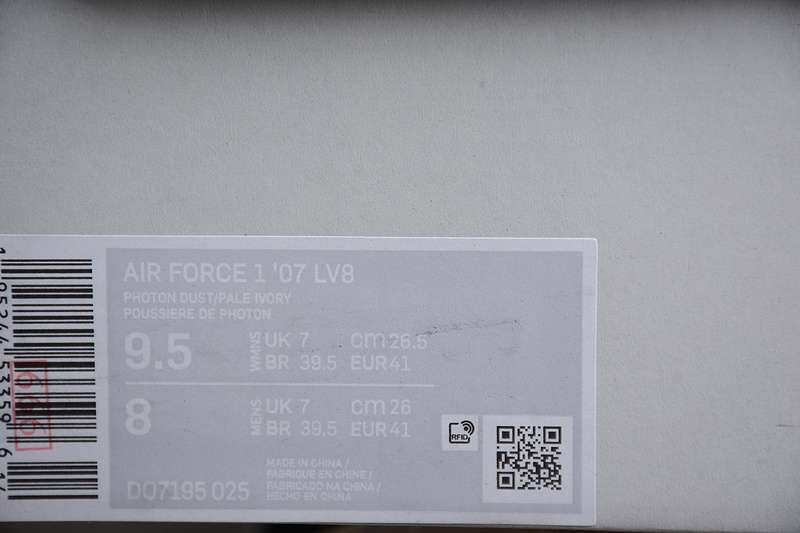 AIR FORCE 1 '07 LV8
PHOTON DUST/PALE IVORY
POUSSIERE DE PHOTON
9.5 WMNS UK 7 cm 26.5
BR 39.5 EUR 41
8 MENS UK 7 cm 26
BR 39.5 EUR 41
RFID
MADE IN CHINA /
FABRIQUE EN CHINE /
FABRICADO NA CHINA /
HECHO EN CHINA
DO7195 025
666